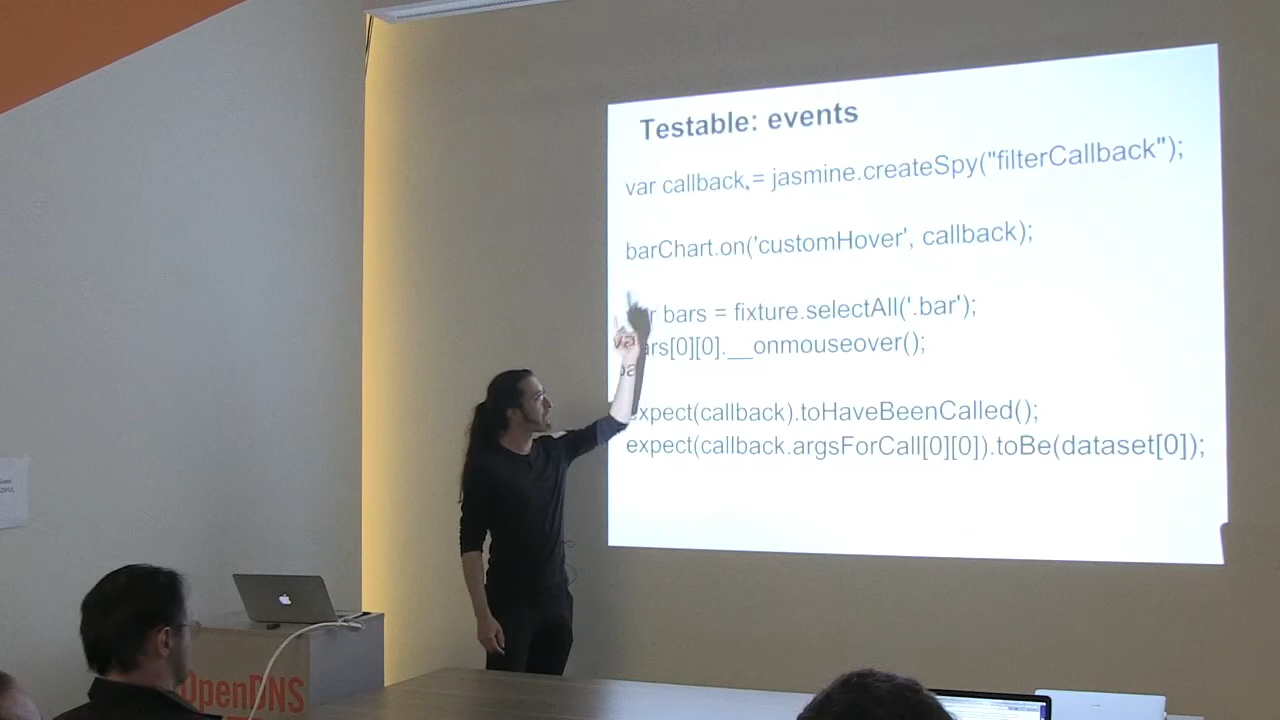 Testable: events
var callback,= jasmine.createSpy("filterCallback");
barChart.on('customHover', callback);
r bars = fixture.selectAll('.bar');
rs[0][0].__onmouseover();
expect(callback).toHaveBeenCalled();
expect(callback.argsForCall[0][0]).toBe(dataset[0]);
OpenDNS